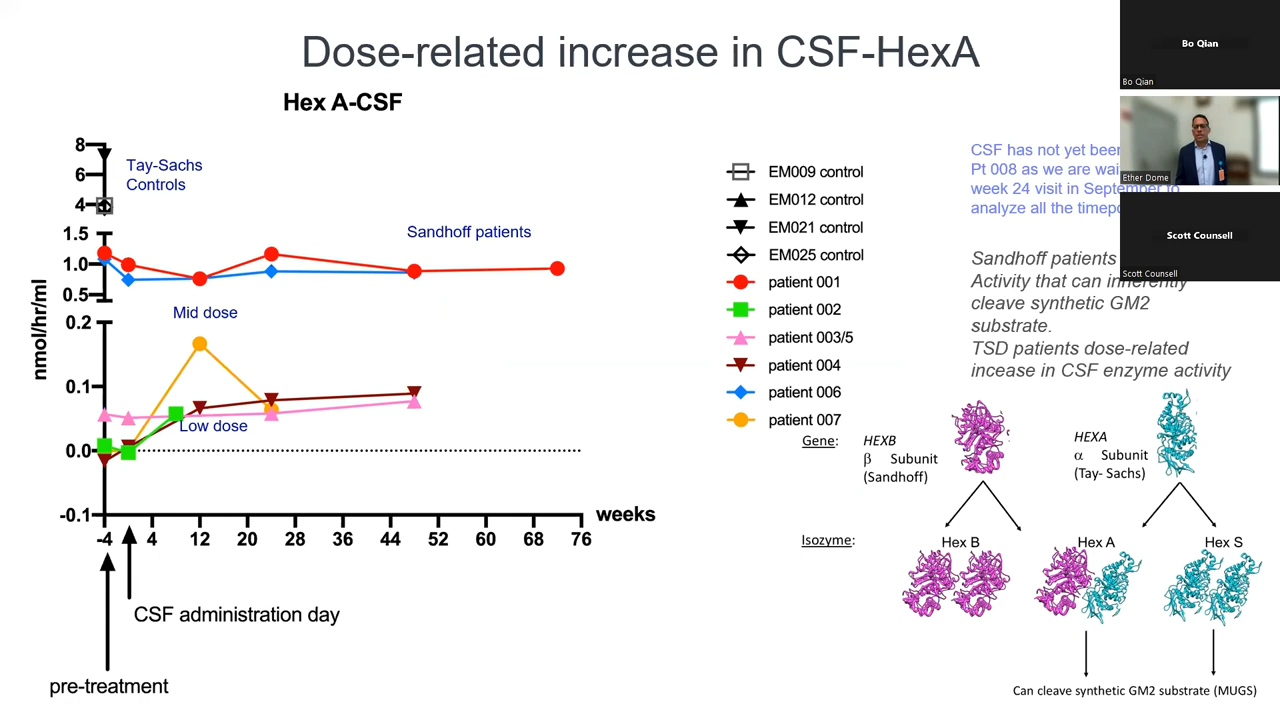 Dose-related increase in CSF-HexA
Hex A-CSF
nmol/hr/ml
8
6
4
1.5
1.0
0.5
0.2
0.1
0.0
-0.1
Tay-Sachs
Controls
Sandhoff patients
Mid dose
Low dose
-4 4 12 20 28 36 44 52 60 68 76
weeks
CSF administration day
pre-treatment
EM009 control
EM012 control
EM021 control
EM025 control
patient 001
patient 002
patient 003/5
patient 004
patient 006
patient 007
CSF has not yet been
Pt 008 as we are
week 24 visit in September to
analyze all the
Sandhoff patients
Activity that can inherently
cleave synthetic GM2
substrate.
TSD patients dose-related
incease in CSF enzyme activity
Gene:
HEXB
β Subunit
(Sandhoff)
HEXA
α Subunit
(Tay- Sachs)
Isozyme:
Hex B
Hex A
Hex S
Can cleave synthetic GM2 substrate (MUGS)
Bo Qian
Bo Qian
Ether Dome
Scott Counsell
Scott Counsell